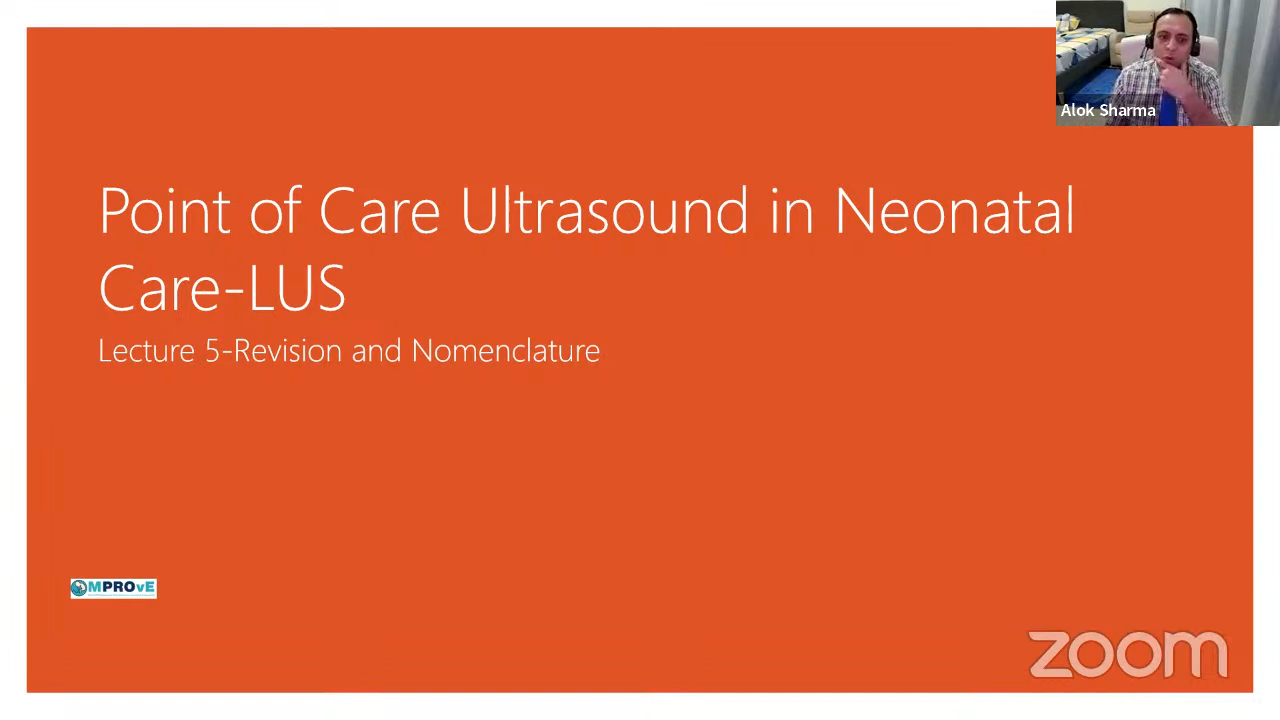 Alok Sharma
Point of Care Ultrasound in Neonatal
Care-LUS
Lecture 5-Revision and Nomenclature
MPROvE
zoom